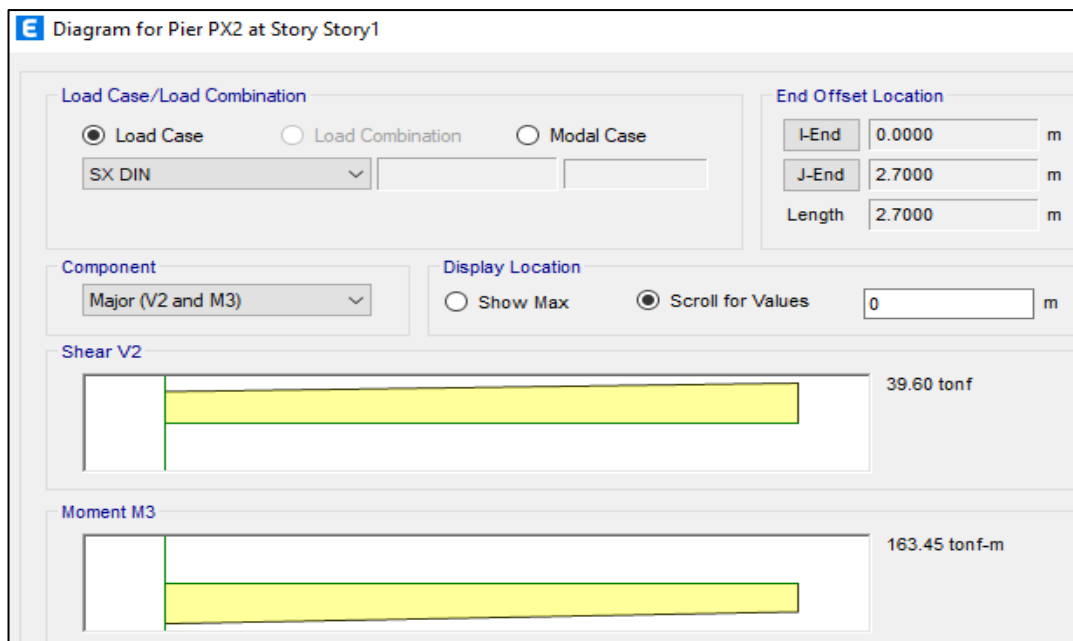 E Diagram for Pier PX2 at Story Story1
Load Case/Load Combination
Load Case Load Combination Modal Case
SX DIN
End Offset Location
I-End 0.0000 m
J-End 2.7000 m
Length 2.7000 m
Component
Major (V2 and M3)
Display Location
Show Max Scroll for Values 0 m
Shear V2
39.60 tonf
Moment M3
163.45 tonf-m